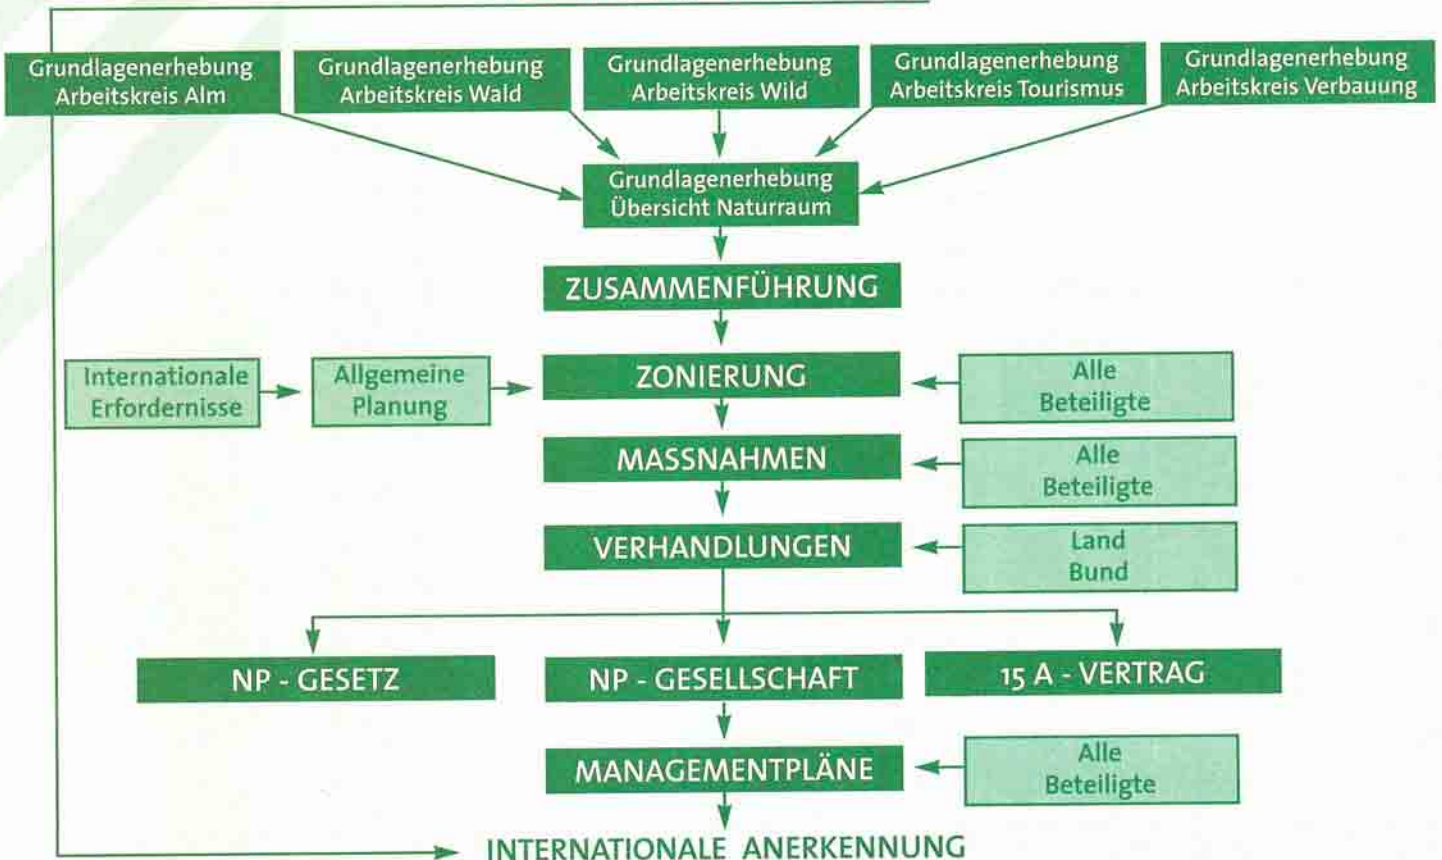 Grundlagenerhebung
Arbeitskreis Alm
Grundlagenerhebung
Arbeitskreis Wald
Grundlagenerhebung
Arbeitskreis Wild
Grundlagenerhebung
Arbeitskreis Tourismus
Grundlagenerhebung
Arbeitskreis Verbauung
Grundlagenerhebung
Übersicht Naturraum
ZUSAMMENFÜHRUNG
Internationale
Erfordernisse
Allgemeine
Planung
ZONIERUNG
Alle
Beteiligte
MASSNAHMEN
Alle
Beteiligte
VERHANDLUNGEN
Land
Bund
NP - GESETZ
NP - GESELLSCHAFT
15 A - VERTRAG
MANAGEMENTPLÄNE
Alle
Beteiligte
INTERNATIONALE ANERKENNUNG